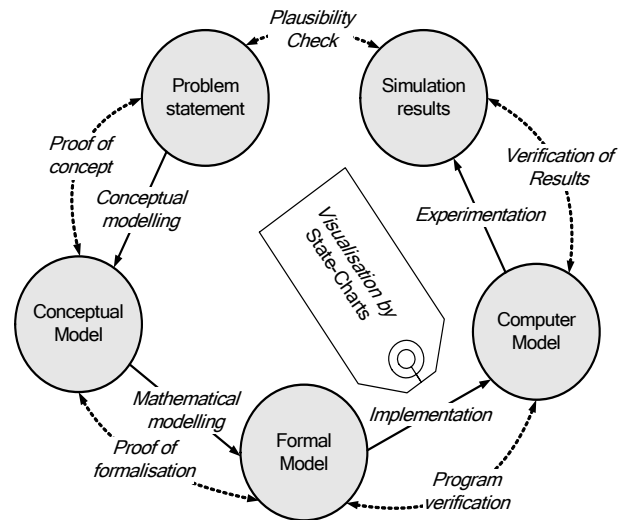 Plausibility
Check
Problem
statement
Simulation
results
Proof of
concept
Verification of
Results
Conceptual
modelling
Experimentation
Visualisation by
State-Charts
Conceptual
Model
Computer
Model
Mathematical
modelling
Implementation
Proof of
formalisation
Formal
Model
Program
verification